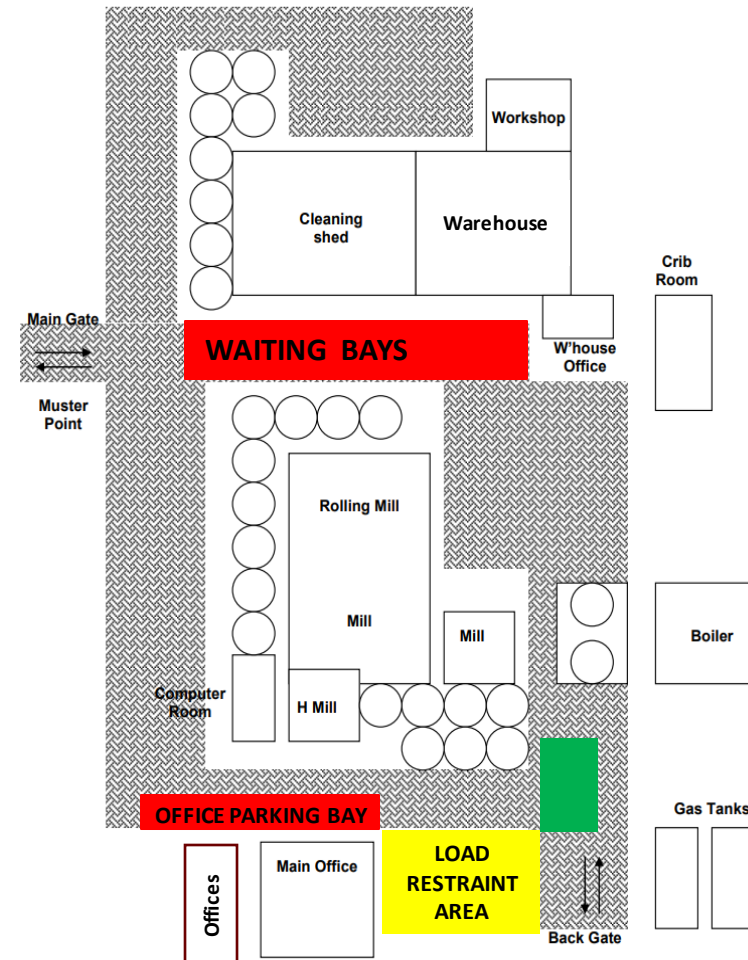 Workshop
Cleaning
shed
Warehouse
Crib
Room
Main Gate
WAITING BAYS
W'house
Office
Muster
Point
Rolling Mill
Mill
Mill
Boiler
Computer
Room
H Mill
OFFICE PARKING BAY
Gas Tanks
Main Office
LOAD
RESTRAINT
AREA
Offices
Back Gate